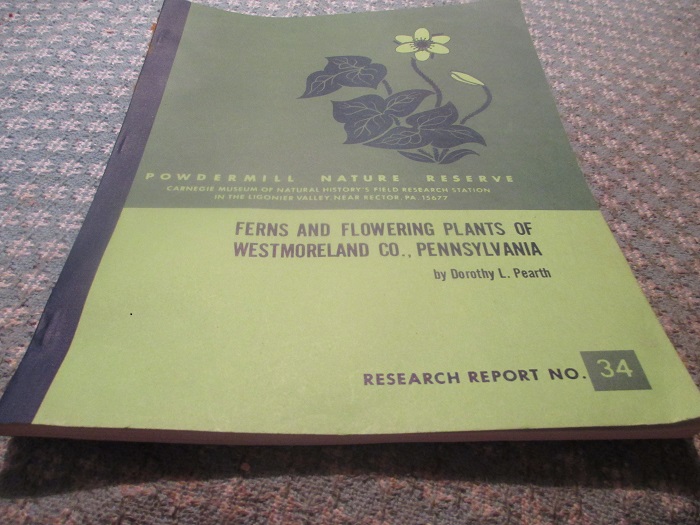 POWDERMILL NATURE RESERVE
CARNEGIE MUSEUM OF NATURAL HISTORY'S FIELD RESEARCH STATION
IN THE LIGONIER VALLEY: NEAR RECTOR, PA. 15677
FERNS AND FLOWERING PLANTS OF
WESTMORELAND CO., PENNSYLVANIA
by Dorothy L. Pearth
RESEARCH REPORT NO. 34